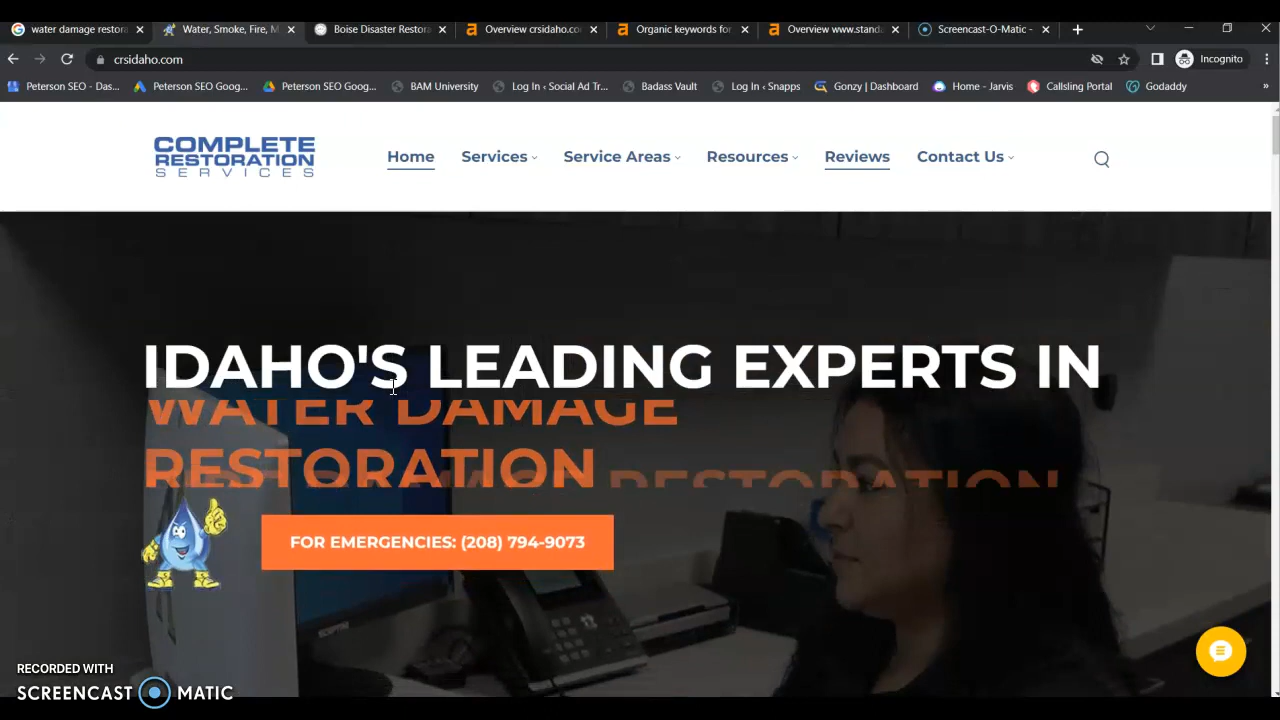 water damage restora
Water, Smoke, Fire, M
Boise Disaster Restora
Overview crsidaho.co
Organic keywords for
Overview www.standa
Screencast-O-Matic -
crsidaho.com
Incognito
Peterson SEO - Das...
Peterson SEO Goog...
Peterson SEO Goog...
BAM University
Log In ‹ Social Ad Tr...
Badass Vault
Log In ‹ Snapps
Gonzy | Dashboard
Home - Jarvis
Callsling Portal
Godaddy
»
COMPLETE
RESTORATION
SERVICES
Home Services Service Areas Resources Reviews Contact Us
IDAHO'S LEADING EXPERTS IN
WATER DAMAGE
RESTORATION
RESTORATION
FOR EMERGENCIES: (208) 794-9073
RECORDED WITH
SCREENCAST MATIC